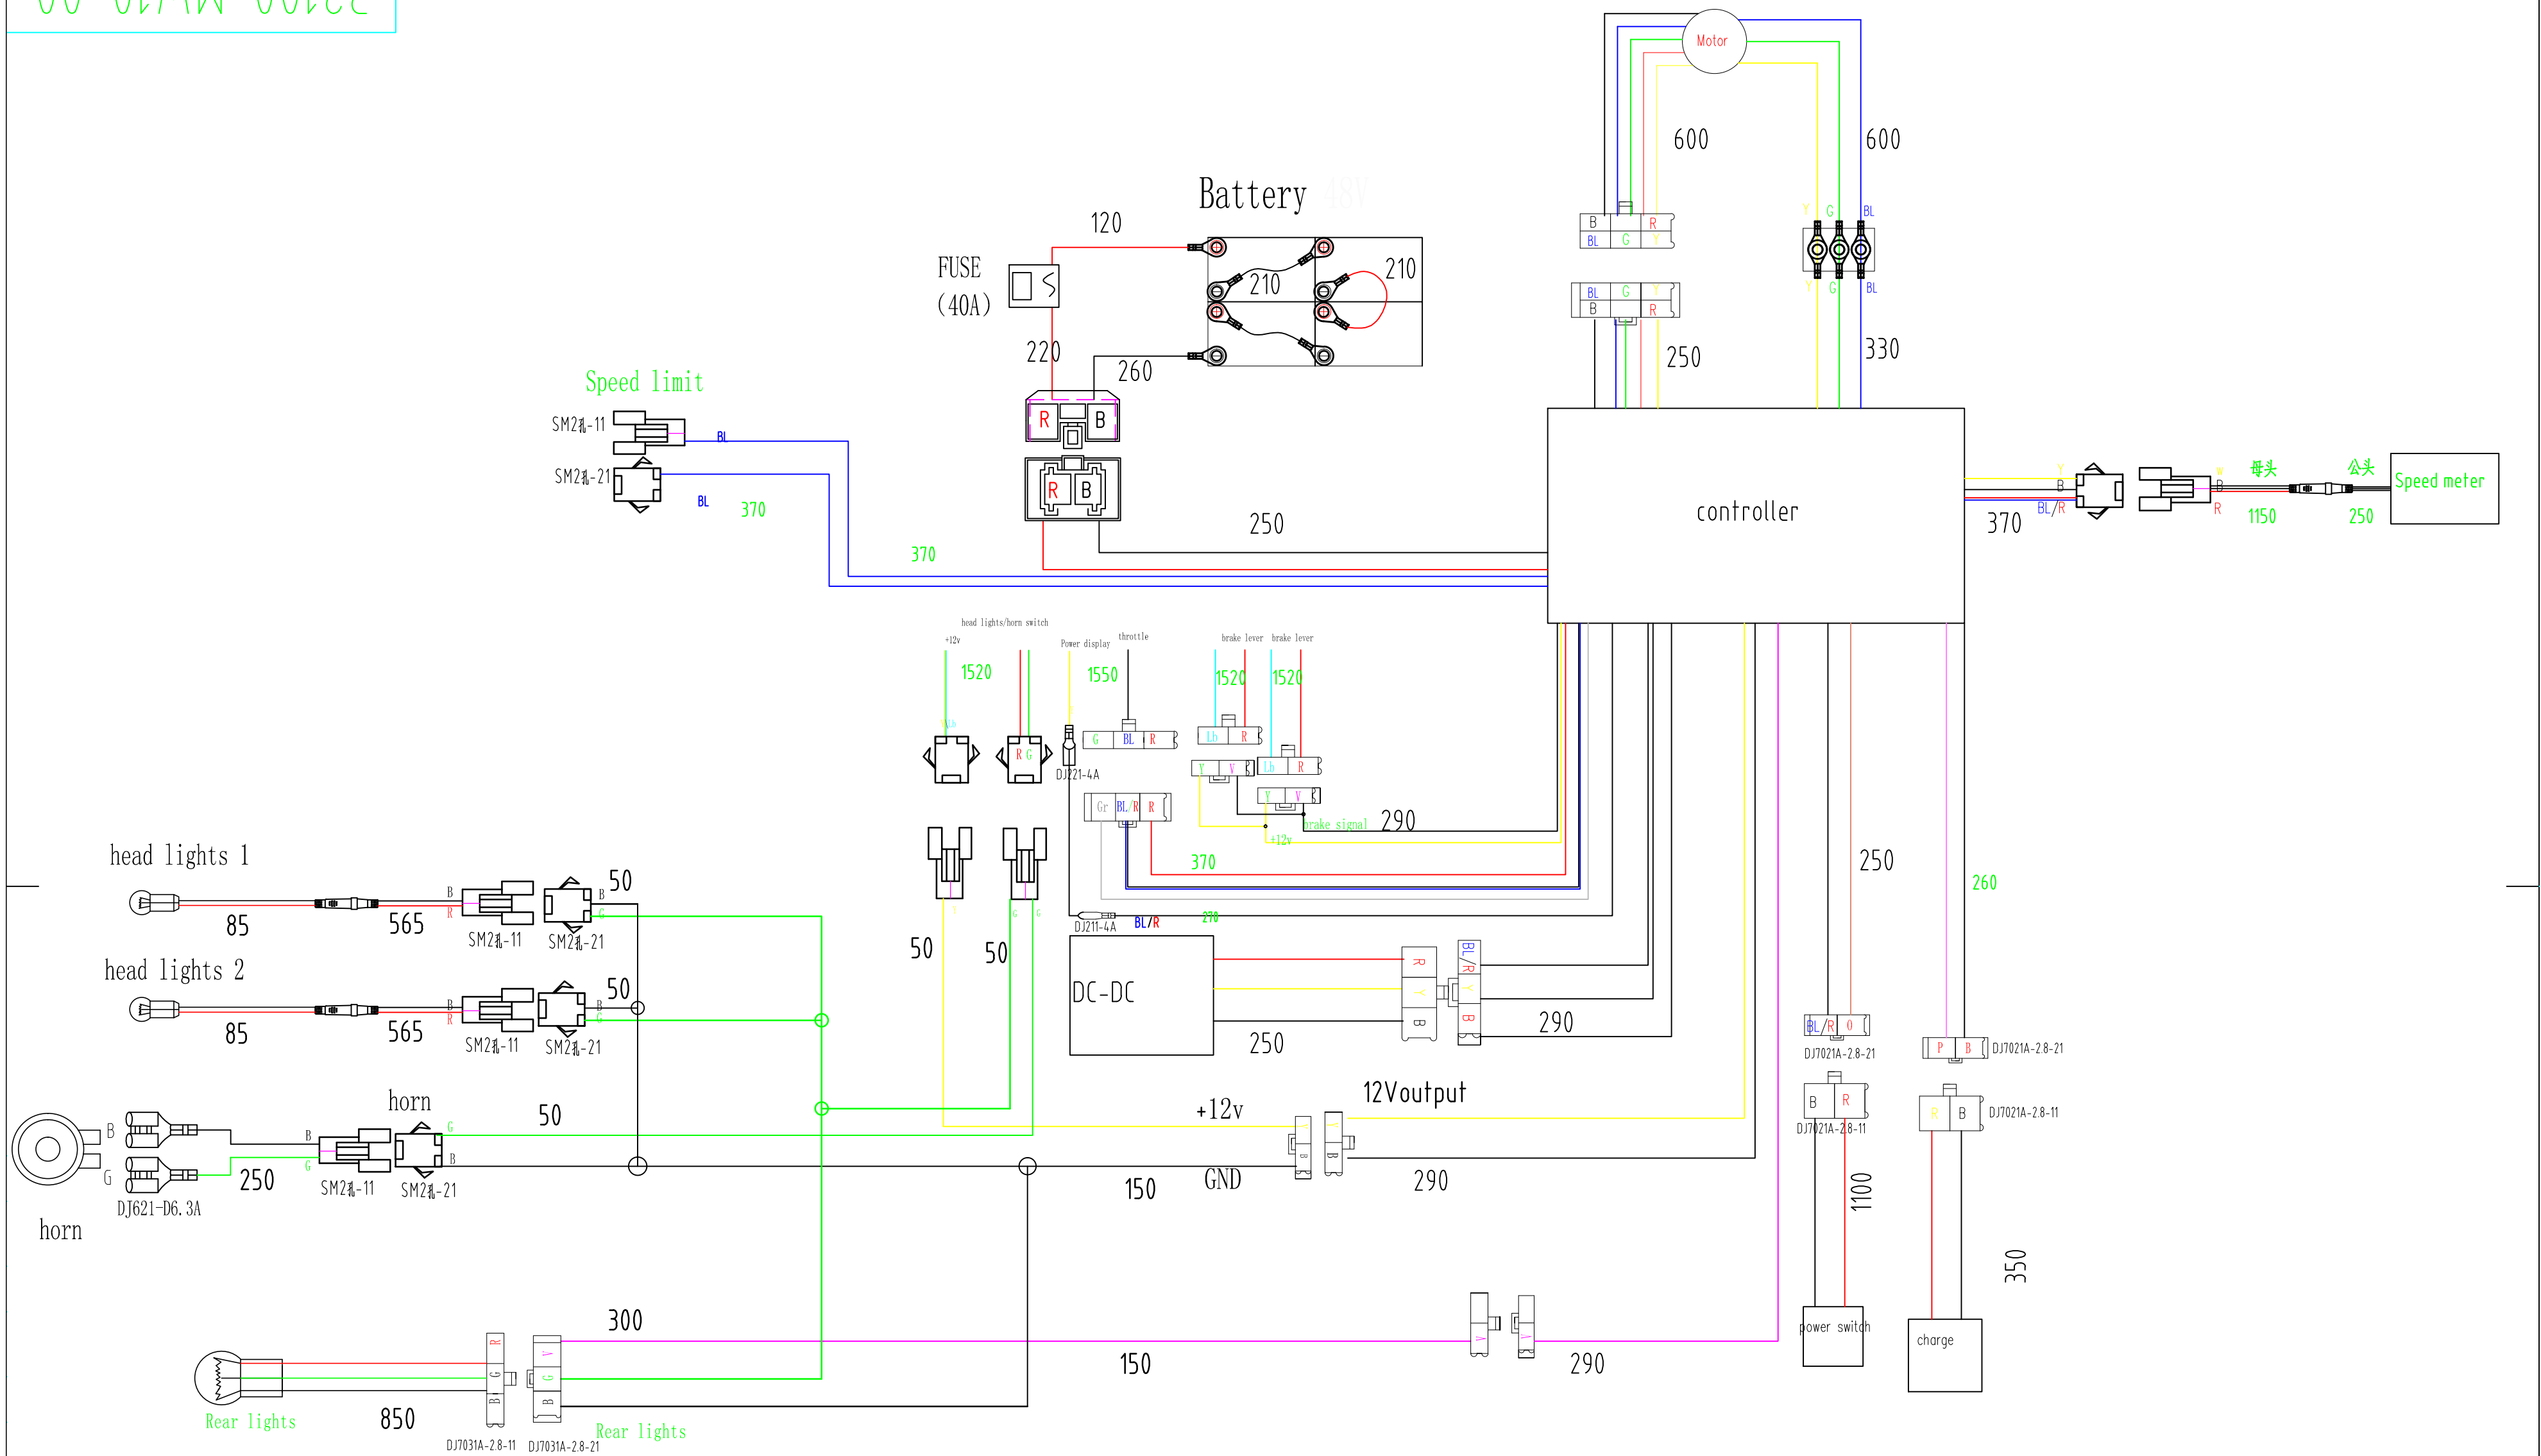 Motor
600
600
B
R
BL
G
Y
Y
G
BL
BL
G
Y
B
R
Y
G
BL
250
330
Battery 48V
120
FUSE
(40A)
210
210
220
260
R
B
R
B
250
Speed limit
SM2孔-11
BL
SM2孔-21
BL
370
370
controller
Y
B
BL/R
370
B
R
母头
公头
1150
250
Speed meter
head lights/horn switch
+12v
1520
Power display
throttle
1550
brake lever
brake lever
1520
1520
R G
DJ221-4A
G
BL
R
Lb
R
Y
V
Lb
R
Y
V
Gr
BL/R
R
brake signal
290
+12v
370
DJ211-4A
BL/R
270
50
50
G
G
DC-DC
250
R
Y
B
BL/R
Y
B
290
head lights 1
85
565
B
R
SM2孔-11
SM2孔-21
B
G
50
head lights 2
85
565
B
R
SM2孔-11
SM2孔-21
B
G
50
horn
B
G
DJ621-D6.3A
250
B
G
SM2孔-11
SM2孔-21
horn
G
B
50
+12v
GND
150
Y
B
Y
B
12Voutput
290
250
BL/R
O
DJ7021A-2.8-21
B
R
DJ7021A-2.8-11
1100
power switch
260
P
B
DJ7021A-2.8-21
R
B
DJ7021A-2.8-11
350
charge
300
150
V
V
290
Rear lights
850
R
G
B
V
G
B
DJ7031A-2.8-11
DJ7031A-2.8-21
Rear lights